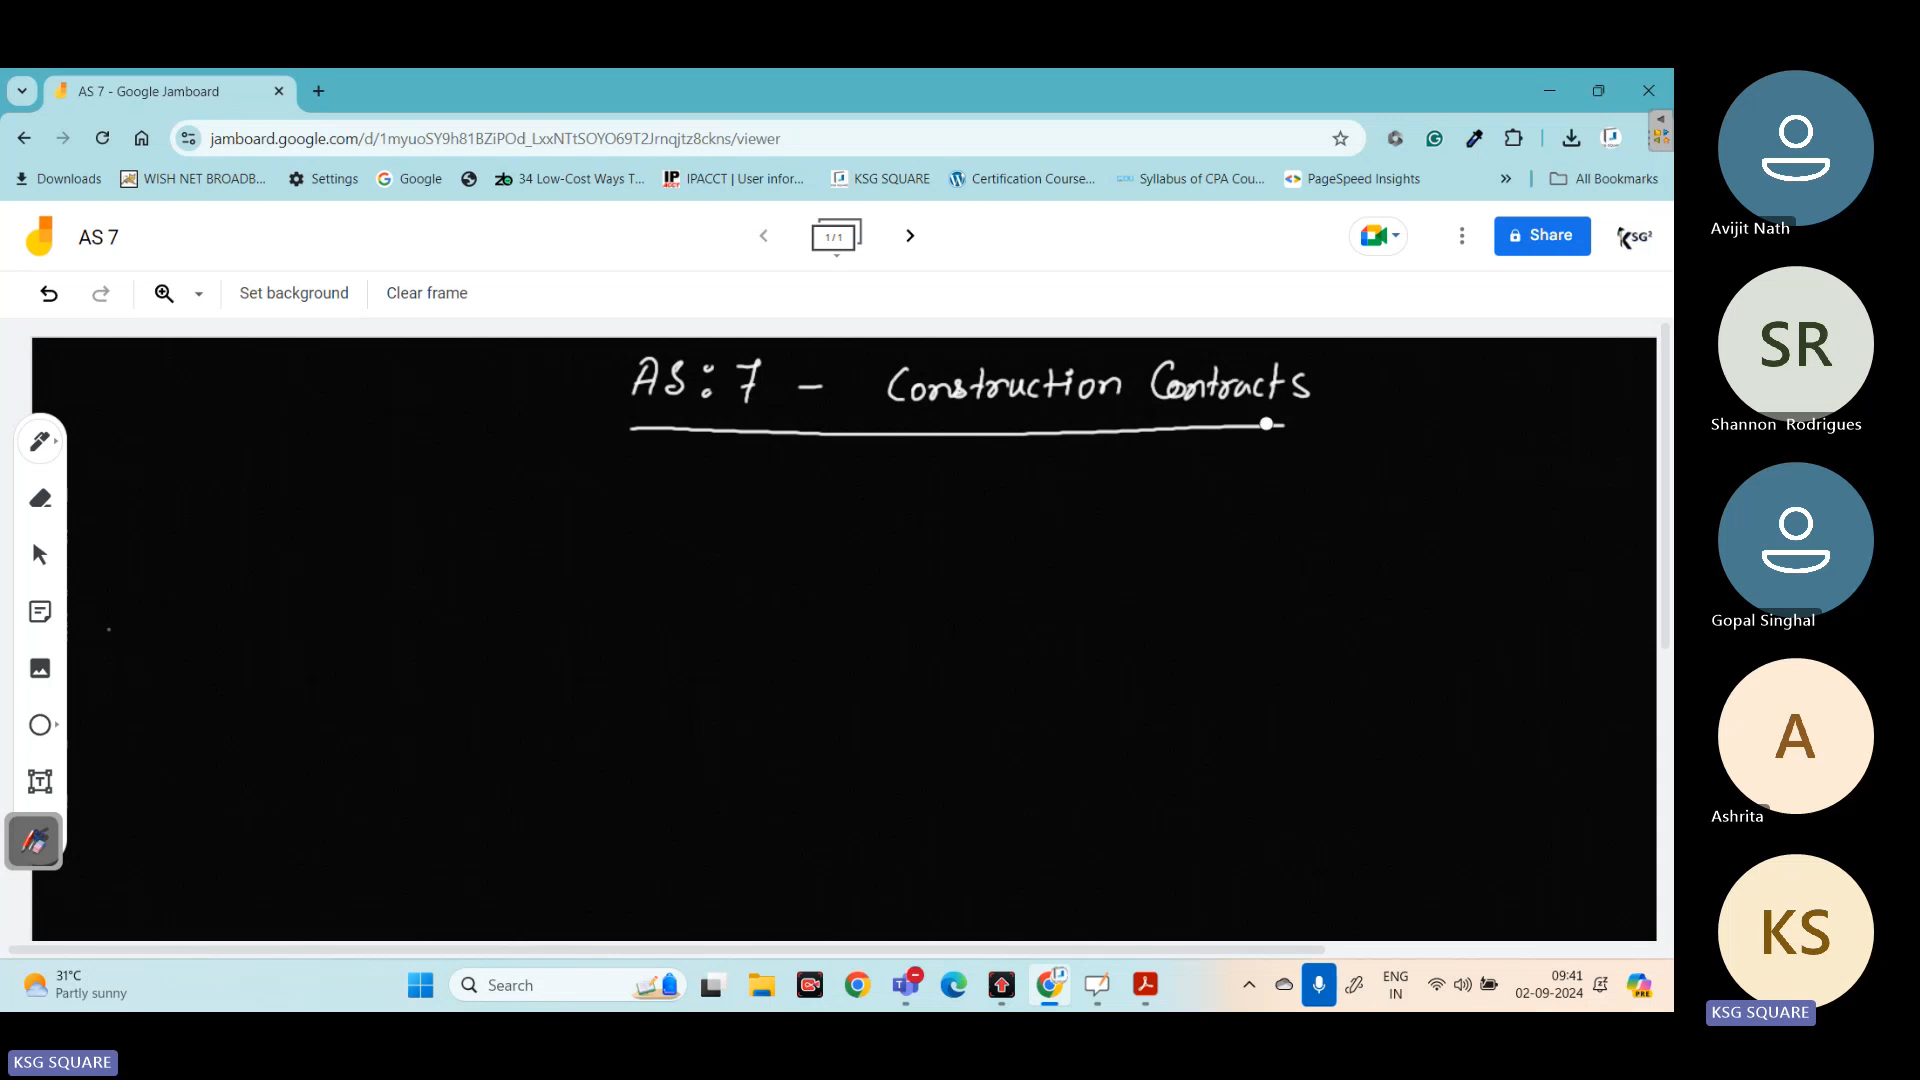 AS 7 - Google Jamboard
jamboard.google.com/d/1myuoSY9h81BZiPOd_LxxNTtSOYO69T2Jrnqjtz8ckns/viewer
Downloads
WISH NET BROADB...
Settings
Google
34 Low-Cost Ways T...
IPACCT | User infor...
KSG SQUARE
Certification Course...
Syllabus of CPA Cou...
PageSpeed Insights
All Bookmarks
AS 7
1 / 1
Share
KSG²
Set background
Clear frame
AS: 7 - Construction Contracts
Avijit Nath
SR
Shannon Rodrigues
Gopal Singhal
A
Ashrita
KS
KSG SQUARE
31°C
Partly sunny
Search
ENG
IN
09:41
02-09-2024
PRE
KSG SQUARE